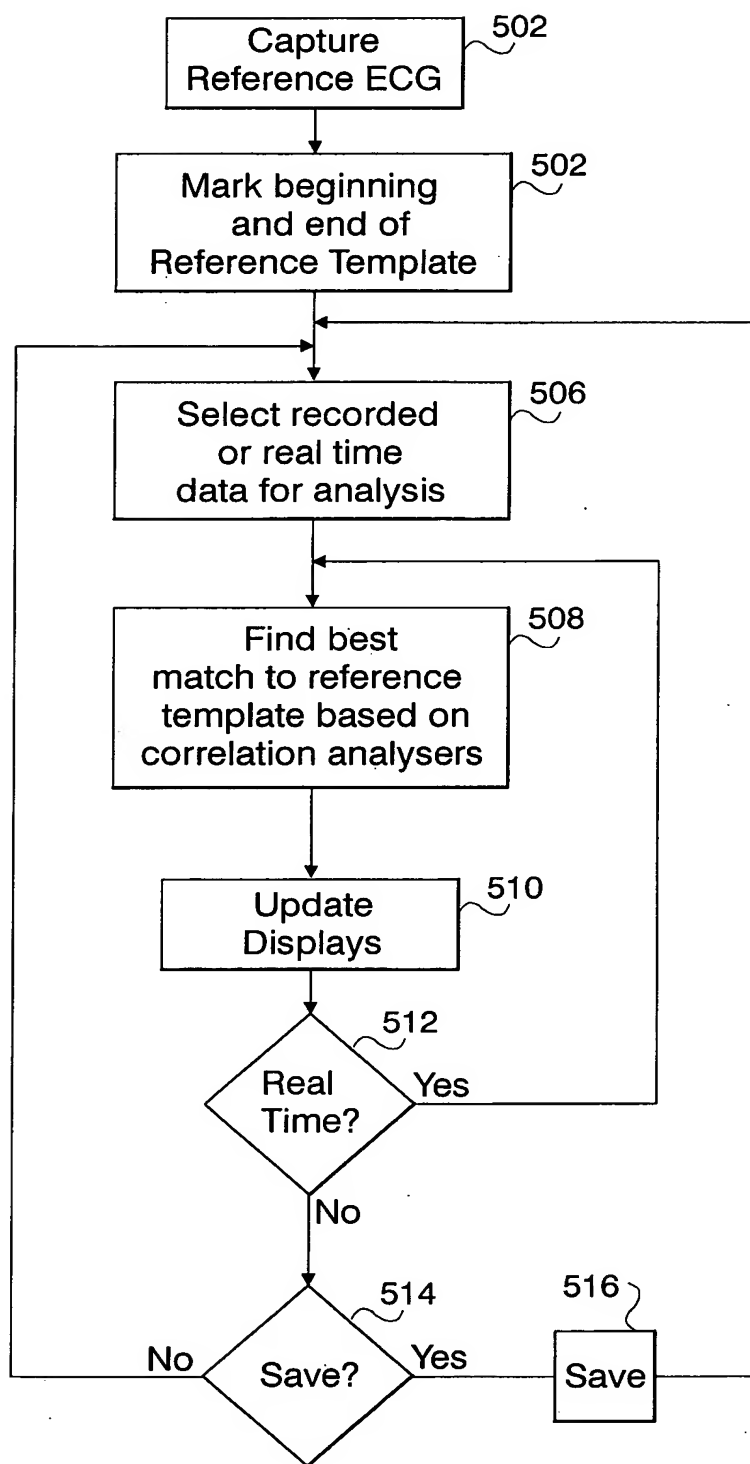 Capture
Reference ECG
502
Mark beginning
and end of
Reference Template
502
Select recorded
or real time
data for analysis
506
Find best
match to reference
template based on
correlation analysers
508
Update
Displays
510
Real
Time?
512
Yes
No
Save?
514
No
Yes
Save
516